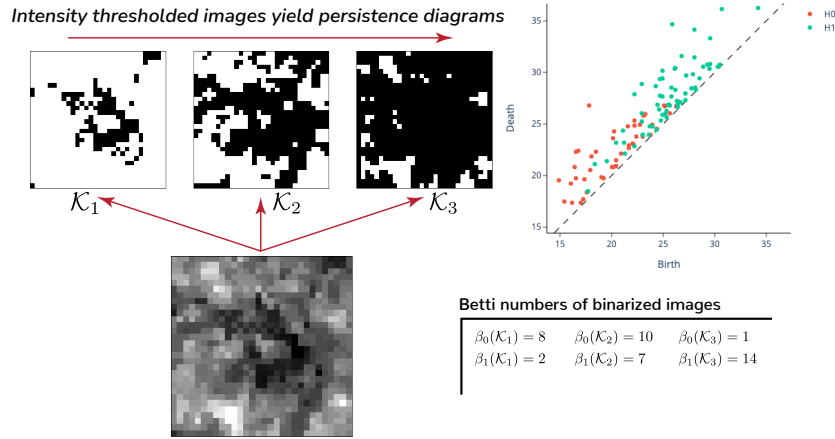 Intensity thresholded images yield persistence diagrams
𝒦₁ 𝒦₂ 𝒦₃
35
30
25
20
15
15 20 25 30 35
Death
Birth
H0
H1
Betti numbers of binarized images
β₀(𝒦₁) = 8 β₀(𝒦₂) = 10 β₀(𝒦₃) = 1
β₁(𝒦₁) = 2 β₁(𝒦₂) = 7 β₁(𝒦₃) = 14